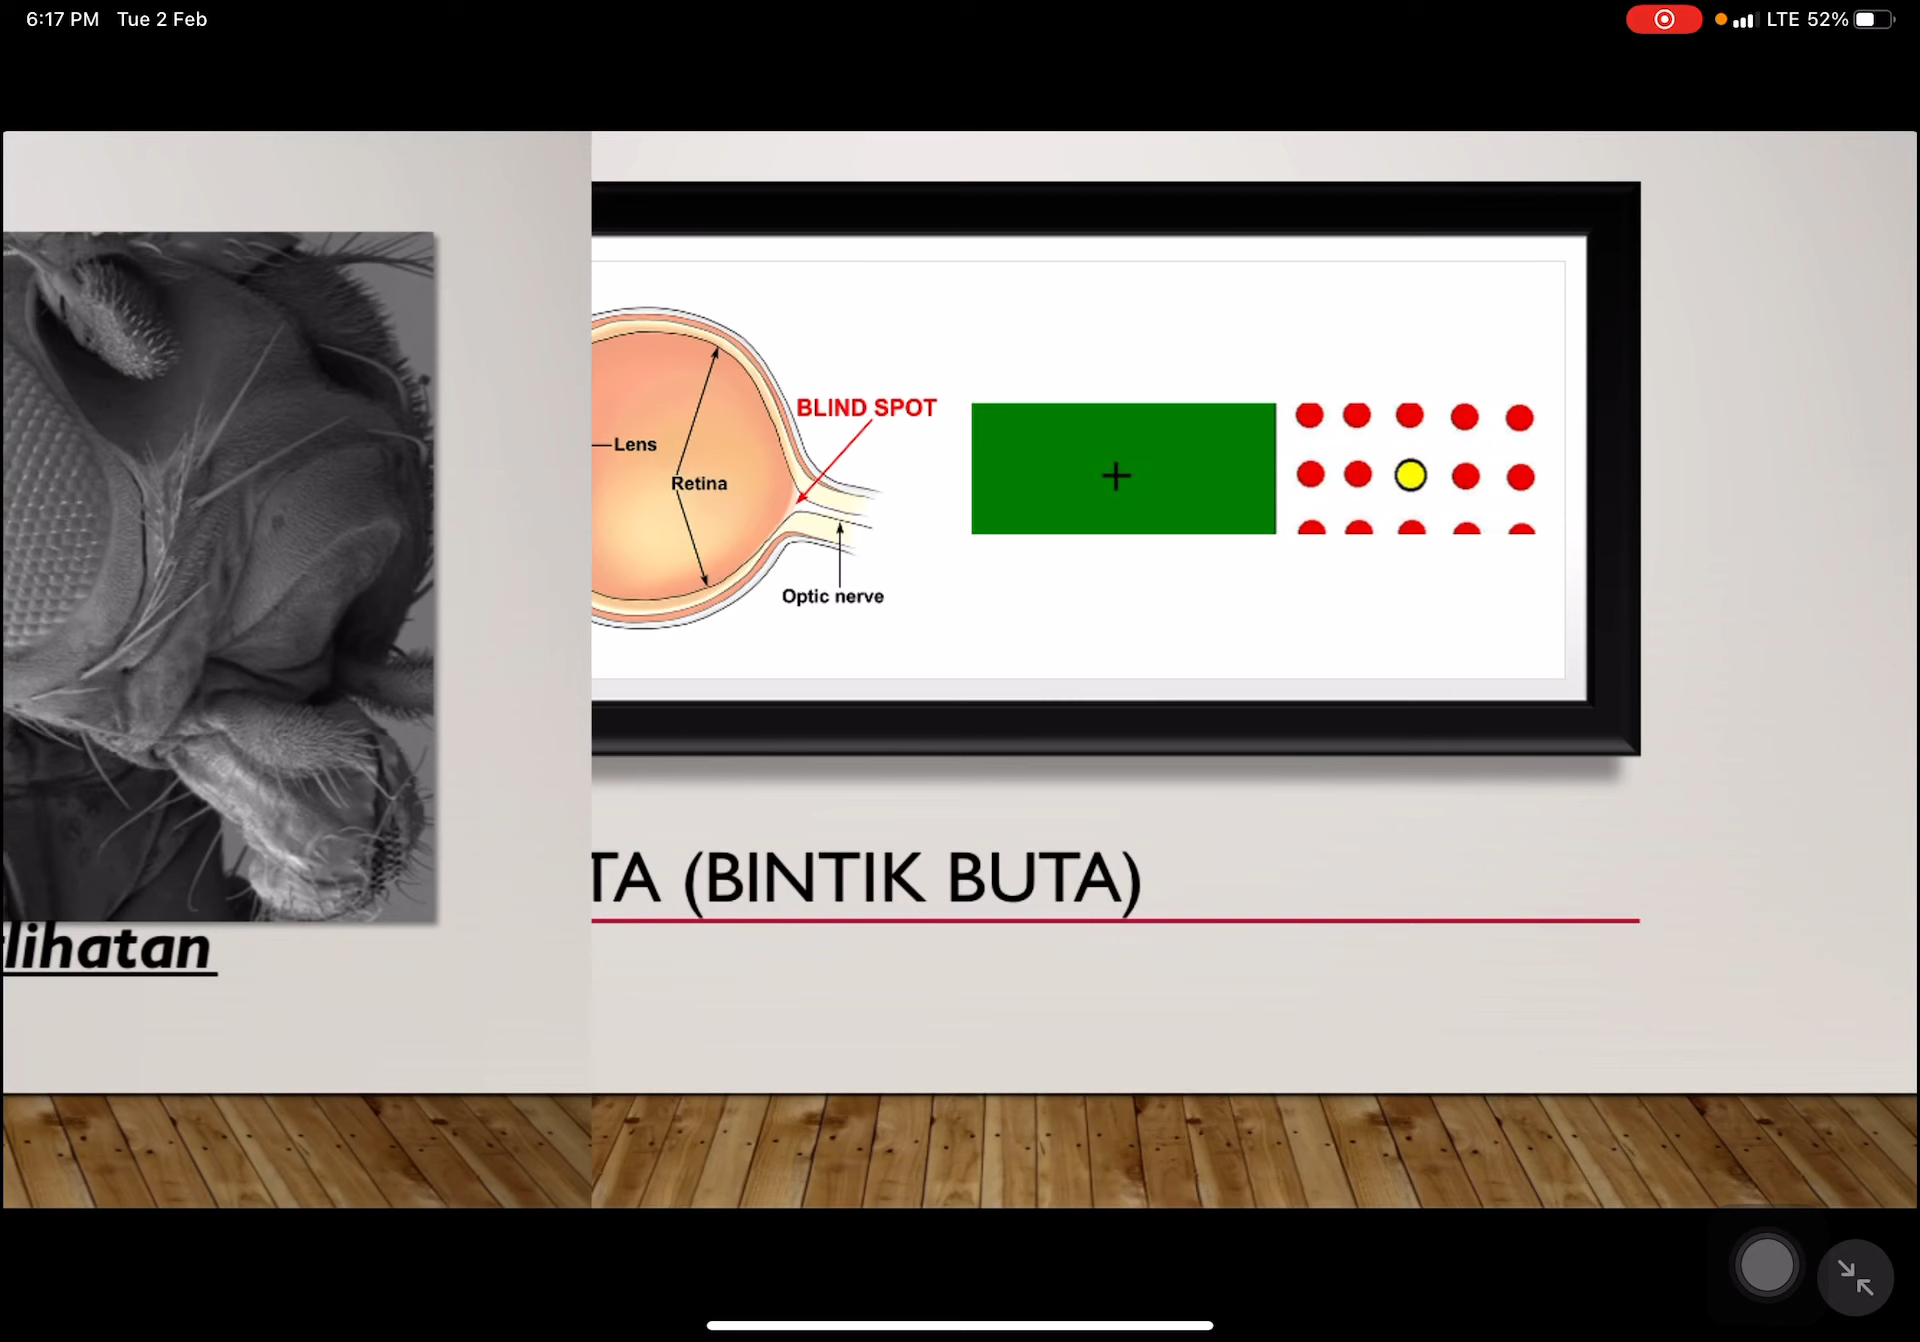 6:17 PM Tue 2 Feb
LTE 52%
BLIND SPOT
Lens
Retina
Optic nerve
TA (BINTIK BUTA)
lihatan